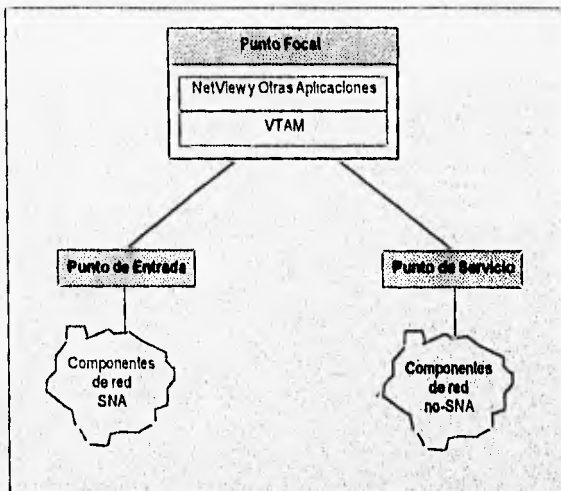 Punto Focal
NetView y Otras Aplicaciones
VTAM
Punto de Entrada
Punto de Servicio
Componentes
de red
SNA
Componentes
de red
no-SNA